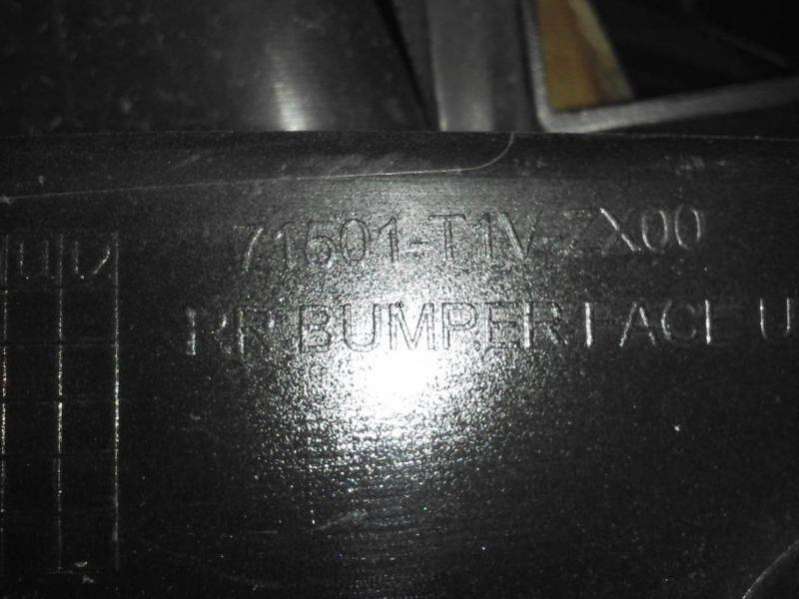 71501-T1V-ZX00
RR BUMPER FACE U